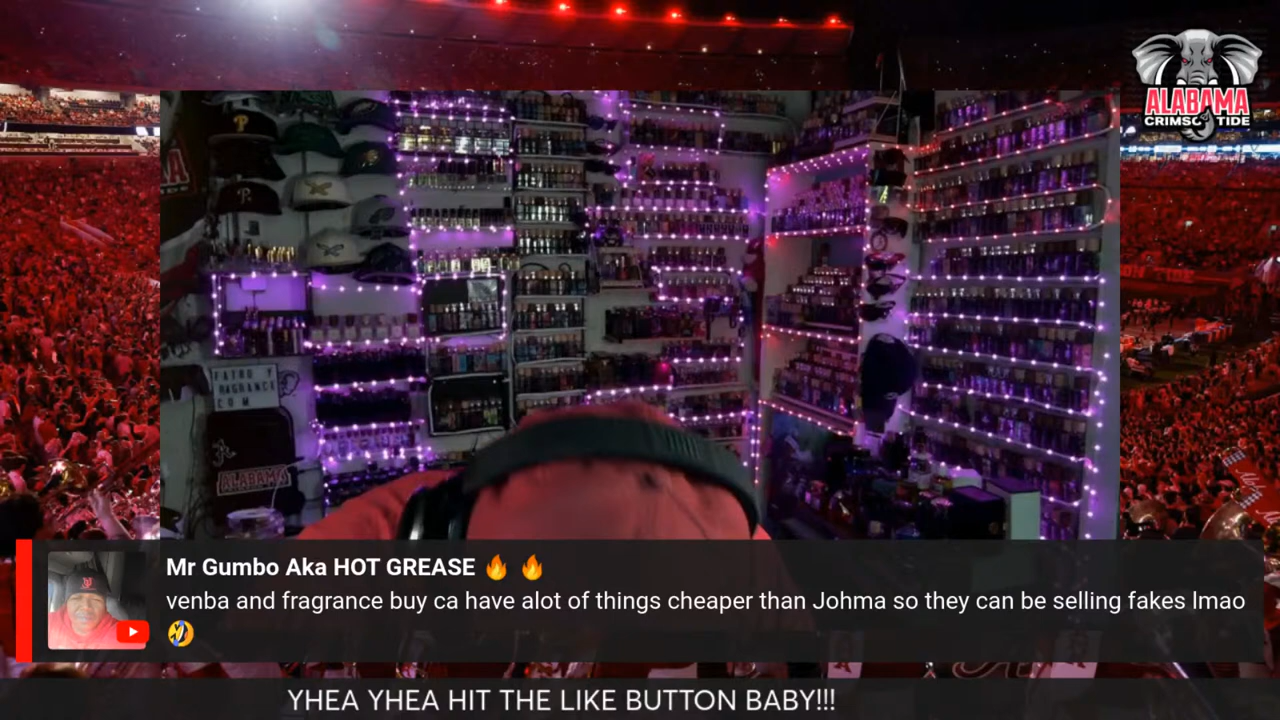 ALABAMA
CRIMSON TIDE
P
P
FATBO
FRAGRANCE
COM
ALABAMA
Mr Gumbo Aka HOT GREASE 🔥 🔥
venba and fragrance buy ca have alot of things cheaper than Johma so they can be selling fakes lmao
🤣
YHEA YHEA HIT THE LIKE BUTTON BABY!!!